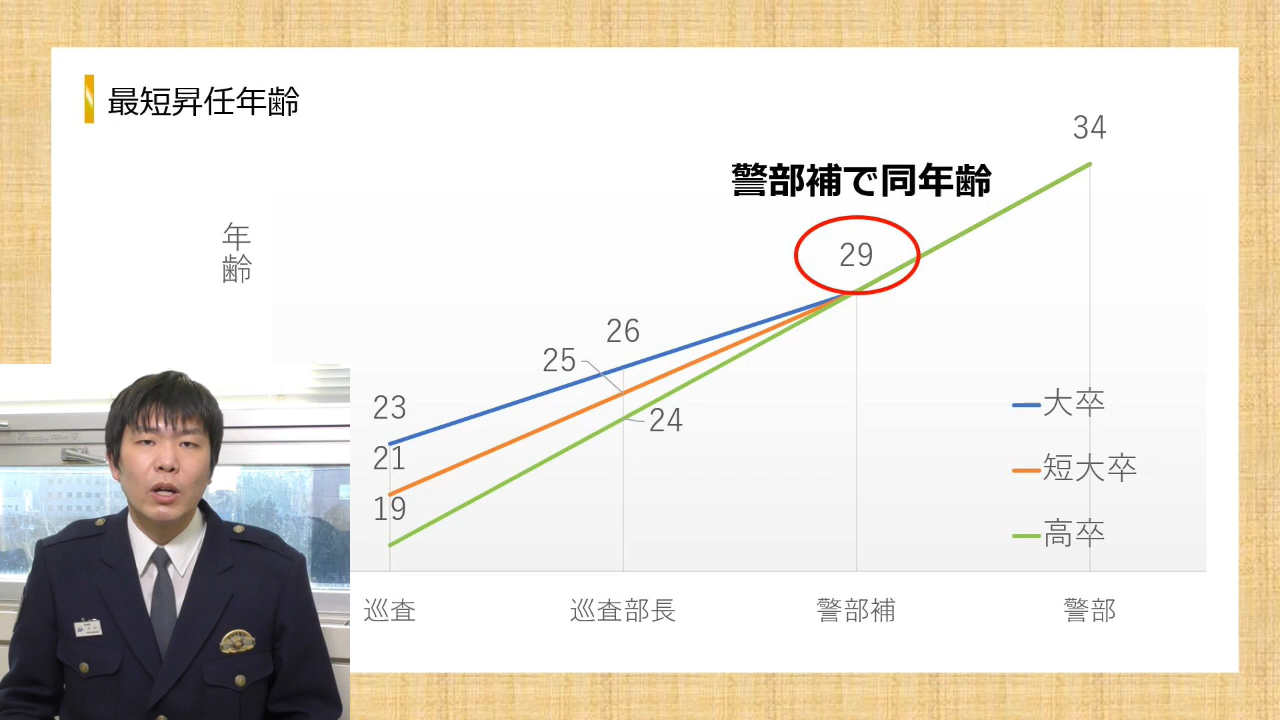 最短昇任年齢
34
警部補で同年齢
年齢
29
26
25
24
23
21
19
大卒
短大卒
高卒
巡査
巡査部長
警部補
警部